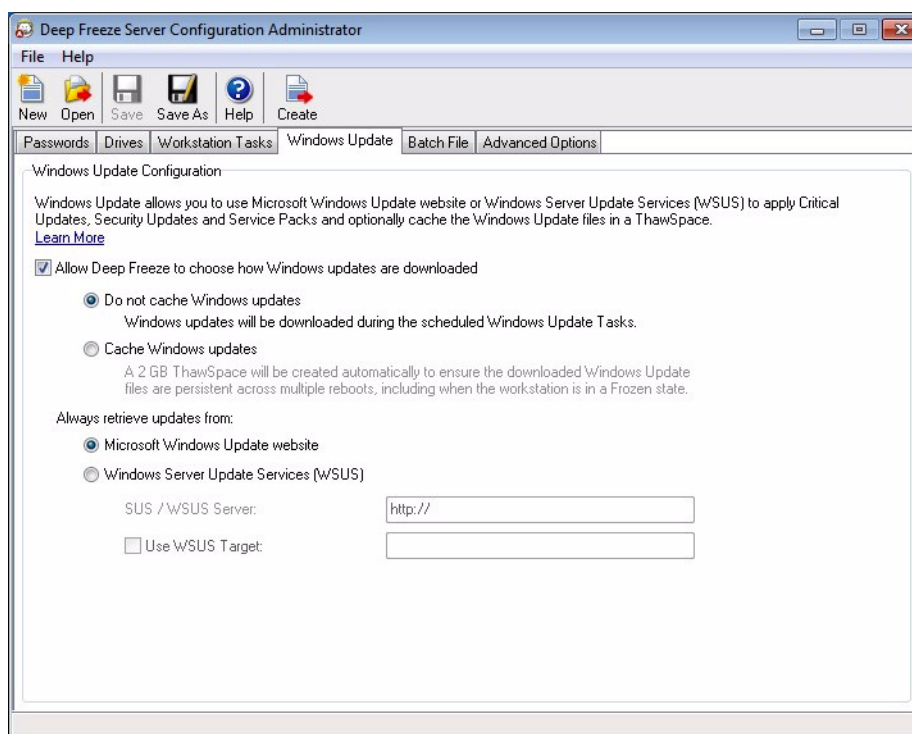 Deep Freeze Server Configuration Administrator
File Help
New Open Save Save As Help Create
Passwords Drives Workstation Tasks Windows Update Batch File Advanced Options
Windows Update Configuration
Windows Update allows you to use Microsoft Windows Update website or Windows Server Update Services (WSUS) to apply Critical
Updates, Security Updates and Service Packs and optionally cache the Windows Update files in a ThawSpace.
Learn More
Allow Deep Freeze to choose how Windows updates are downloaded
Do not cache Windows updates
Windows updates will be downloaded during the scheduled Windows Update Tasks.
Cache Windows updates
A 2 GB ThawSpace will be created automatically to ensure the downloaded Windows Update
files are persistent across multiple reboots, including when the workstation is in a Frozen state.
Always retrieve updates from:
Microsoft Windows Update website
Windows Server Update Services (WSUS)
SUS / WSUS Server: http://
Use WSUS Target: